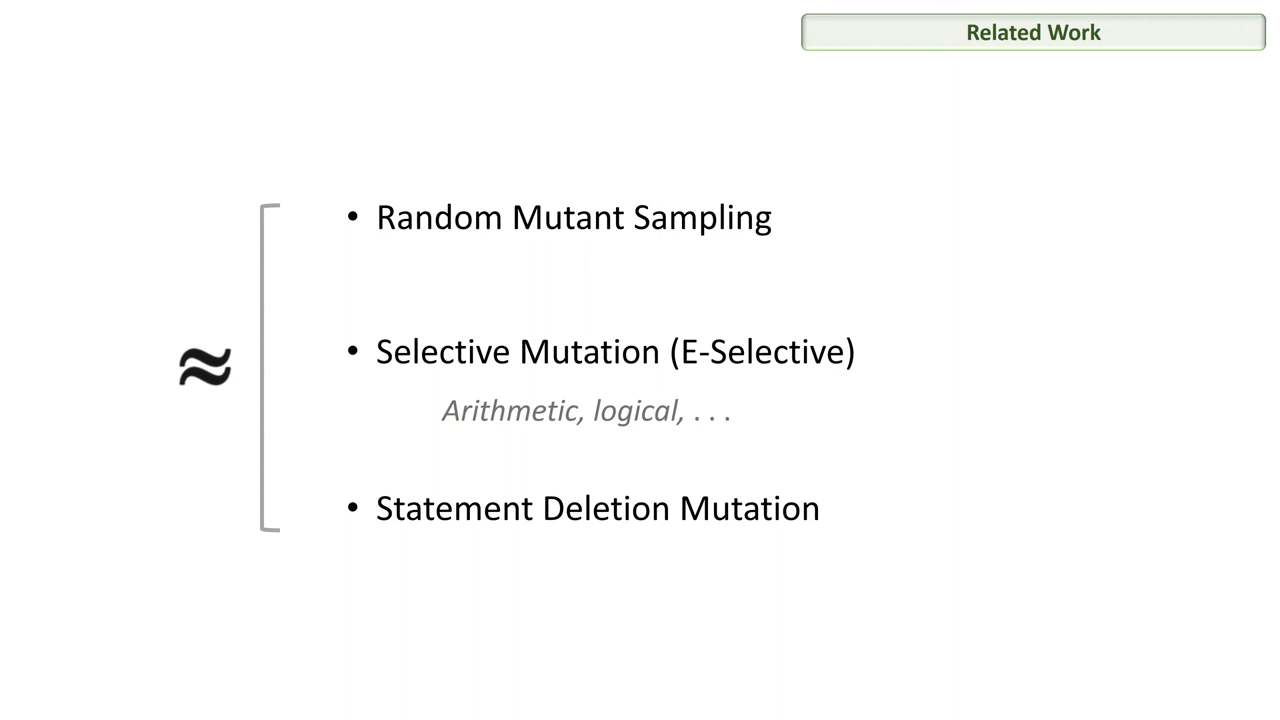 Related Work
• Random Mutant Sampling
≈
• Selective Mutation (E-Selective)
Arithmetic, logical, . . .
• Statement Deletion Mutation